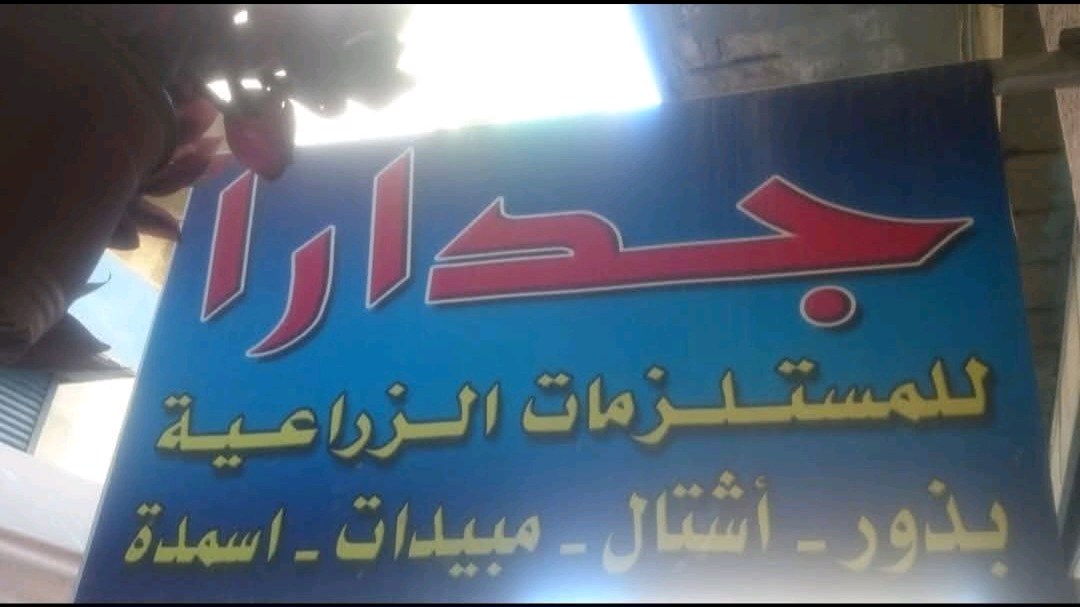 جدارا
للمستلزمات الزراعية
بذور - أشتال - مبيدات - اسمدة